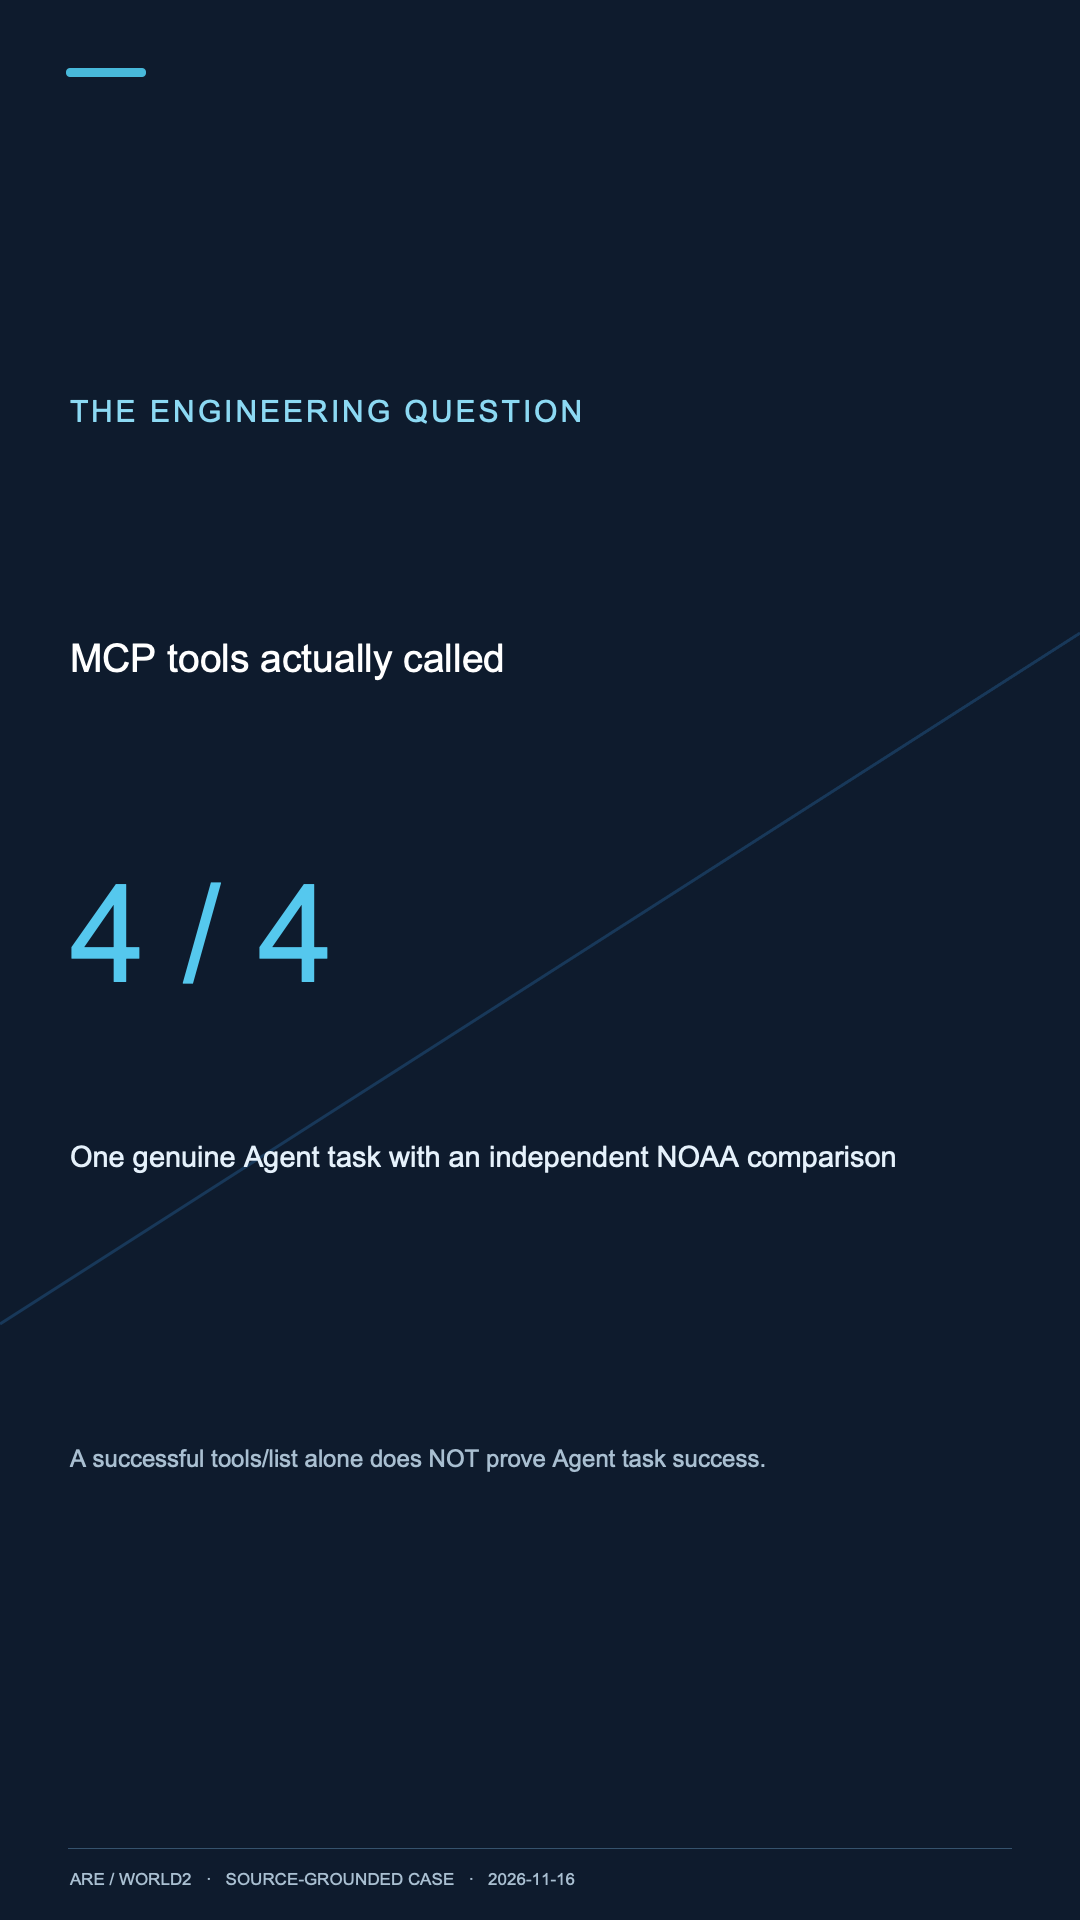 THE ENGINEERING QUESTION
MCP tools actually called
4 / 4
One genuine Agent task with an independent NOAA comparison
A successful tools/list alone does NOT prove Agent task success.
ARE / WORLD2 · SOURCE-GROUNDED CASE · 2026-11-16